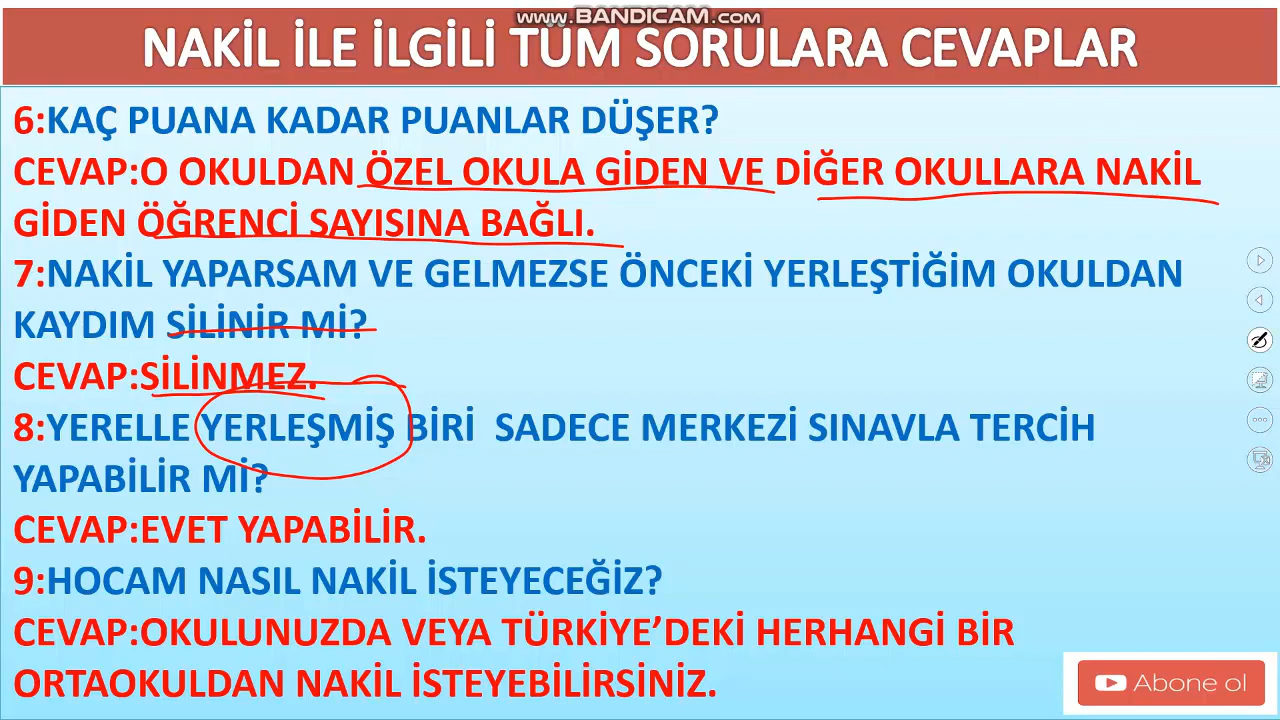 www.BANDICAM.com
NAKİL İLE İLGİLİ TÜM SORULARA CEVAPLAR
6:KAÇ PUANA KADAR PUANLAR DÜŞER?
CEVAP:O OKULDAN ÖZEL OKULA GİDEN VE DİĞER OKULLARA NAKİL
GİDEN ÖĞRENCİ SAYISINA BAĞLI.
7:NAKİL YAPARSAM VE GELMEZSE ÖNCEKİ YERLEŞTİĞİM OKULDAN
KAYDIM SİLİNİR Mİ?
CEVAP:SİLİNMEZ.
8:YERELLE YERLEŞMİŞ BİRİ  SADECE MERKEZİ SINAVLA TERCİH
YAPABİLİR Mİ?
CEVAP:EVET YAPABİLİR.
9:HOCAM NASIL NAKİL İSTEYECEĞİZ?
CEVAP:OKULUNUZDA VEYA TÜRKİYE’DEKİ HERHANGİ BİR
ORTAOKULDAN NAKİL İSTEYEBİLİRSİNİZ.
Abone ol